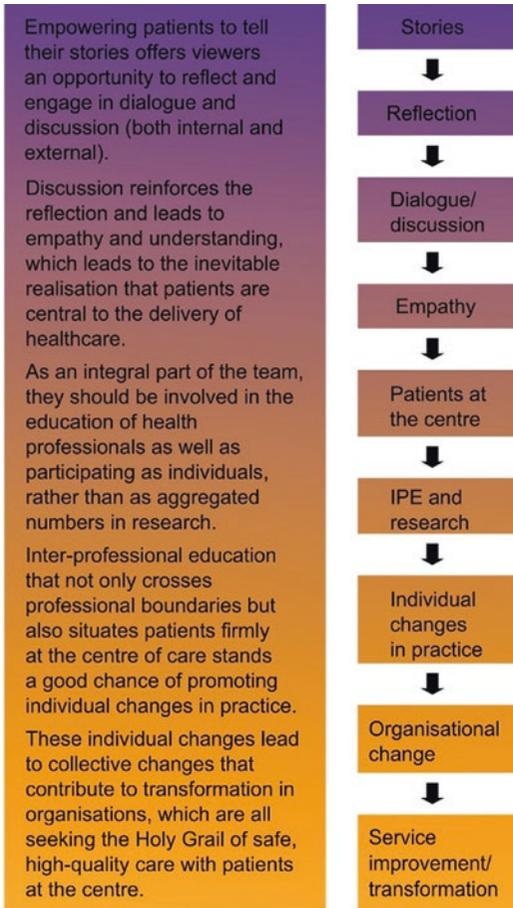 Empowering patients to tell
their stories offers viewers
an opportunity to reflect and
engage in dialogue and
discussion (both internal and
external).
Discussion reinforces the
reflection and leads to
empathy and understanding,
which leads to the inevitable
realisation that patients are
central to the delivery of
healthcare.
As an integral part of the team,
they should be involved in the
education of health
professionals as well as
participating as individuals,
rather than as aggregated
numbers in research.
Inter-professional education
that not only crosses
professional boundaries but
also situates patients firmly
at the centre of care stands
a good chance of promoting
individual changes in practice.
These individual changes lead
to collective changes that
contribute to transformation in
organisations, which are all
seeking the Holy Grail of safe,
high-quality care with patients
at the centre.
Stories
Reflection
Dialogue/
discussion
Empathy
Patients at
the centre
IPE and
research
Individual
changes
in practice
Organisational
change
Service
improvement/
transformation